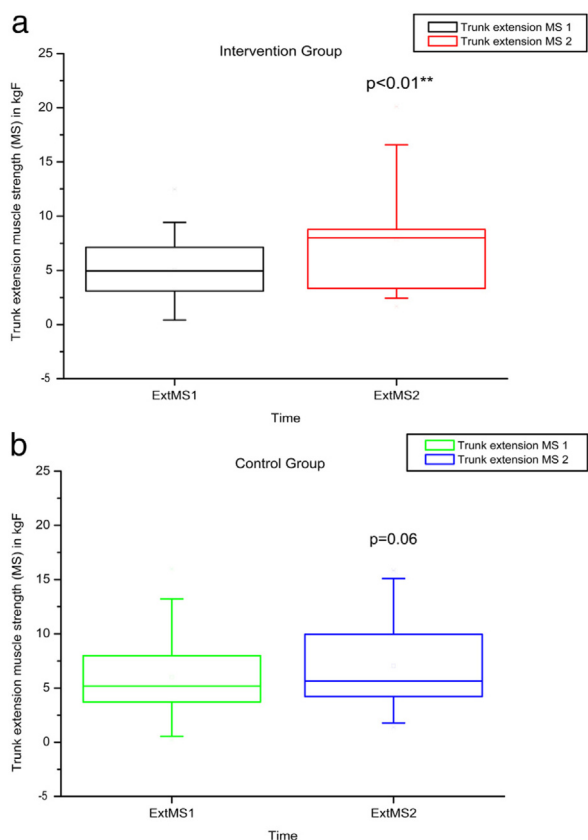 a
Trunk extension MS 1
Trunk extension MS 2
Intervention Group
p<0.01**
Trunk extension muscle strength (MS) in kgF
25
20
15
10
5
0
-5
ExtMS1
ExtMS2
Time
b
Trunk extension MS 1
Trunk extension MS 2
Control Group
p=0.06
Trunk extension muscle strength (MS) in kgF
25
20
15
10
5
0
-5
ExtMS1
ExtMS2
Time